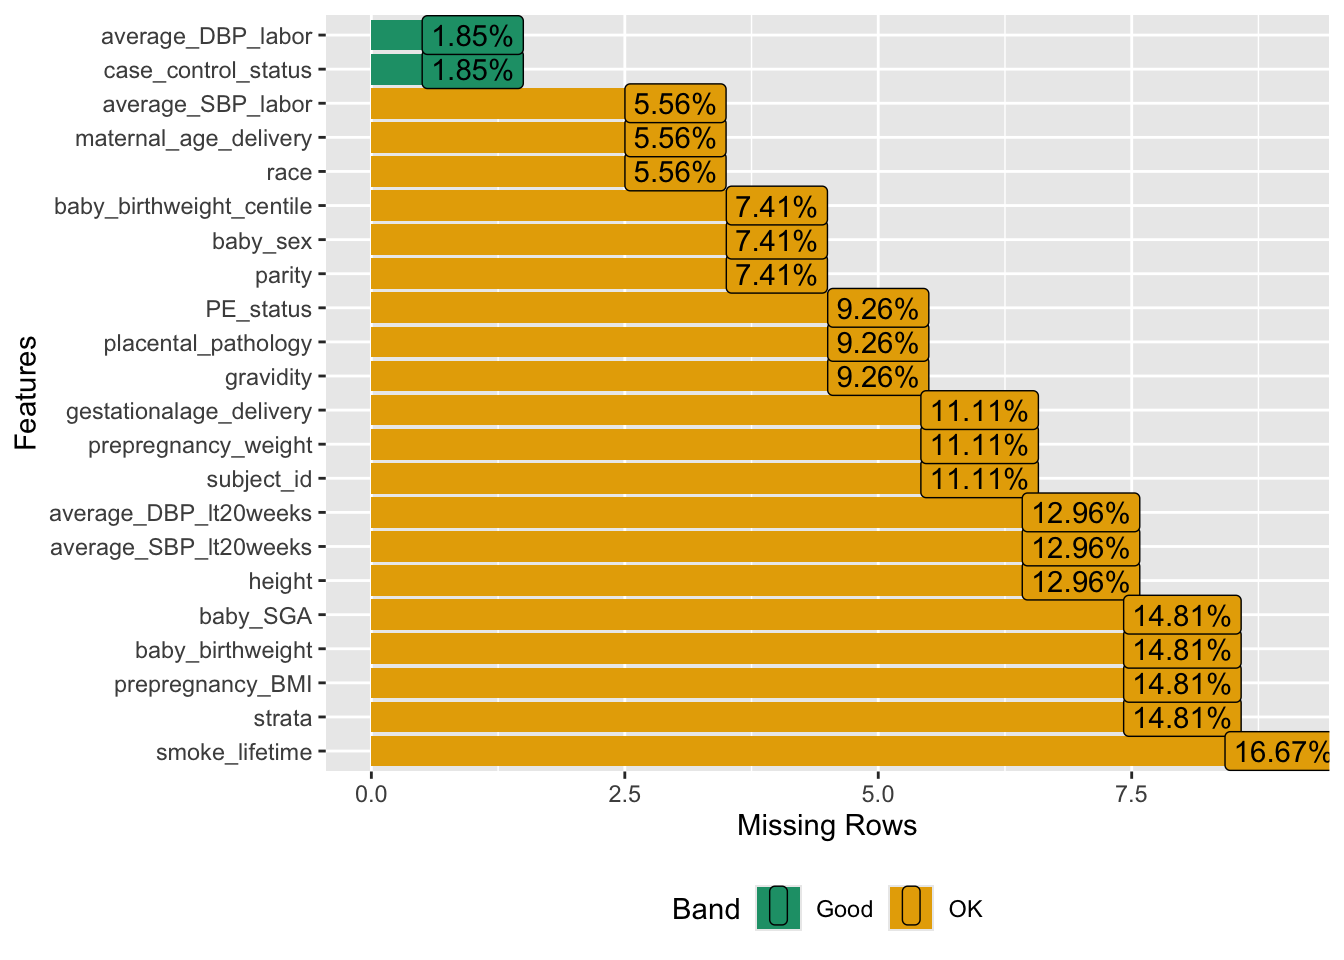 average_DBP_labor 1.85%
case_control_status 1.85%
average_SBP_labor 5.56%
maternal_age_delivery 5.56%
race 5.56%
baby_birthweight_centile 7.41%
baby_sex 7.41%
parity 7.41%
PE_status 9.26%
placental_pathology 9.26%
gravidity 9.26%
gestationalage_delivery 11.11%
prepregnancy_weight 11.11%
subject_id 11.11%
average_DBP_lt20weeks 12.96%
average_SBP_lt20weeks 12.96%
height 12.96%
baby_SGA 14.81%
baby_birthweight 14.81%
prepregnancy_BMI 14.81%
strata 14.81%
smoke_lifetime 16.67%
Features
0.0 2.5 5.0 7.5
Missing Rows
Band Good OK